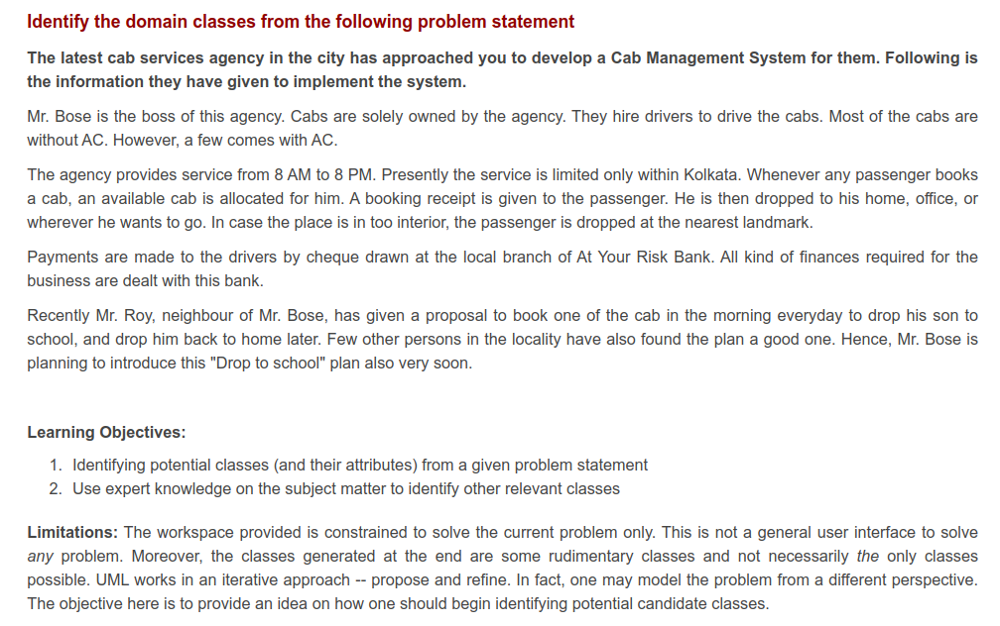 Identify the domain classes from the following problem statement
The latest cab services agency in the city has approached you to develop a Cab Management System for them. Following is
the information they have given to implement the system.
Mr. Bose is the boss of this agency. Cabs are solely owned by the agency. They hire drivers to drive the cabs. Most of the cabs are
without AC. However, a few comes with AC.
The agency provides service from 8 AM to 8 PM. Presently the service is limited only within Kolkata. Whenever any passenger books
a cab, an available cab is allocated for him. A booking receipt is given to the passenger. He is then dropped to his home, office, or
wherever he wants to go. In case the place is in too interior, the passenger is dropped at the nearest landmark.
Payments are made to the drivers by cheque drawn at the local branch of At Your Risk Bank. All kind of finances required for the
business are dealt with this bank.
Recently Mr. Roy, neighbour of Mr. Bose, has given a proposal to book one of the cab in the morning everyday to drop his son to
school, and drop him back to home later. Few other persons in the locality have also found the plan a good one. Hence, Mr. Bose is
planning to introduce this "Drop to school" plan also very soon.
Learning Objectives:
1. Identifying potential classes (and their attributes) from a given problem statement
2. Use expert knowledge on the subject matter to identify other relevant classes
Limitations: The workspace provided is constrained to solve the current problem only. This is not a general user interface to solve
any problem. Moreover, the classes generated at the end are some rudimentary classes and not necessarily the only classes
possible. UML works in an iterative approach -- propose and refine. In fact, one may model the problem from a different perspective.
The objective here is to provide an idea on how one should begin identifying potential candidate classes.